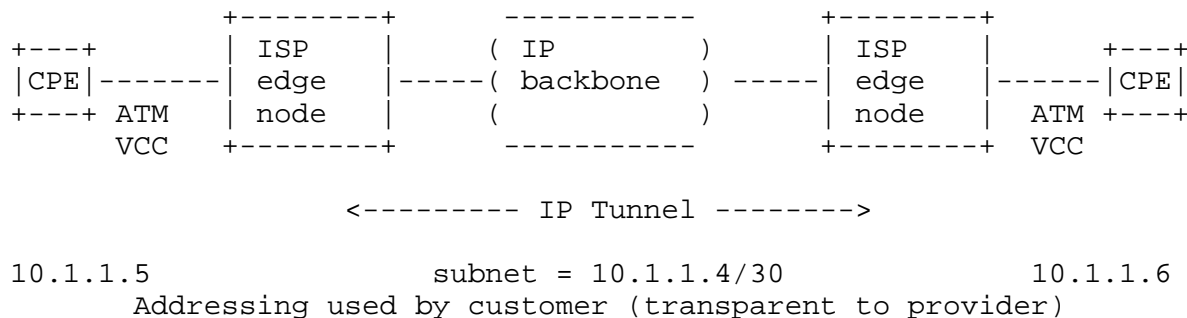 +--------+      -----------       +--------+
+---+            | ISP    |     ( IP        )      | ISP    |       +---+
|CPE|-------| edge   |-----( backbone  ) -----| edge   |------|CPE|
+---+ ATM   | node   |     (           )      | node   |  ATM +---+
      VCC   +--------+      -----------       +--------+  VCC
<--------- IP Tunnel -------->
10.1.1.5                subnet = 10.1.1.4/30                10.1.1.6
Addressing used by customer (transparent to provider)